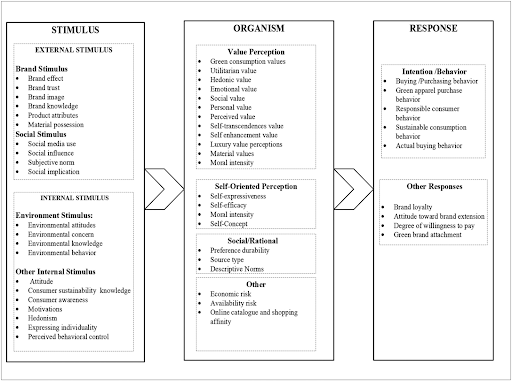 STIMULUS
EXTERNAL STIMULUS
Brand Stimulus
• Brand effect
• Brand trust
• Brand image
• Brand knowledge
• Product attributes
• Material possession
Social Stimulus
• Social media use
• Social influence
• Subjective norm
• Social implication
INTERNAL STIMULUS
Environment Stimulus:
• Environmental attitudes
• Environmental concern
• Environmental knowledge
• Environmental behavior
Other Internal Stimulus
• Attitude
• Consumer sustainability knowledge
• Consumer awareness
• Motivations
• Hedonism
• Expressing individuality
• Perceived behavioral control
ORGANISM
Value Perception
• Green consumption values
• Utilitarian value
• Hedonic value
• Emotional value
• Social value
• Personal value
• Perceived value
• Self-transcendences value
• Self enhancement value
• Luxury value perceptions
• Material values
• Moral intensity
Self-Oriented Perception
• Self-expressiveness
• Self-efficacy
• Moral intensity
• Self-Concept
Social/Rational
• Preference durability
• Source type
• Descriptive Norms
Other
• Economic risk
• Availability risk
• Online catalogue and shopping
affinity
RESPONSE
Intention /Behavior
• Buying /Purchasing behavior
• Green apparel purchase
behavior
• Responsible consumer
behavior
• Sustainable consumption
behavior
• Actual buying behavior
Other Responses
• Brand loyalty
• Attitude toward brand extension
• Degree of willingness to pay
• Green brand attachment